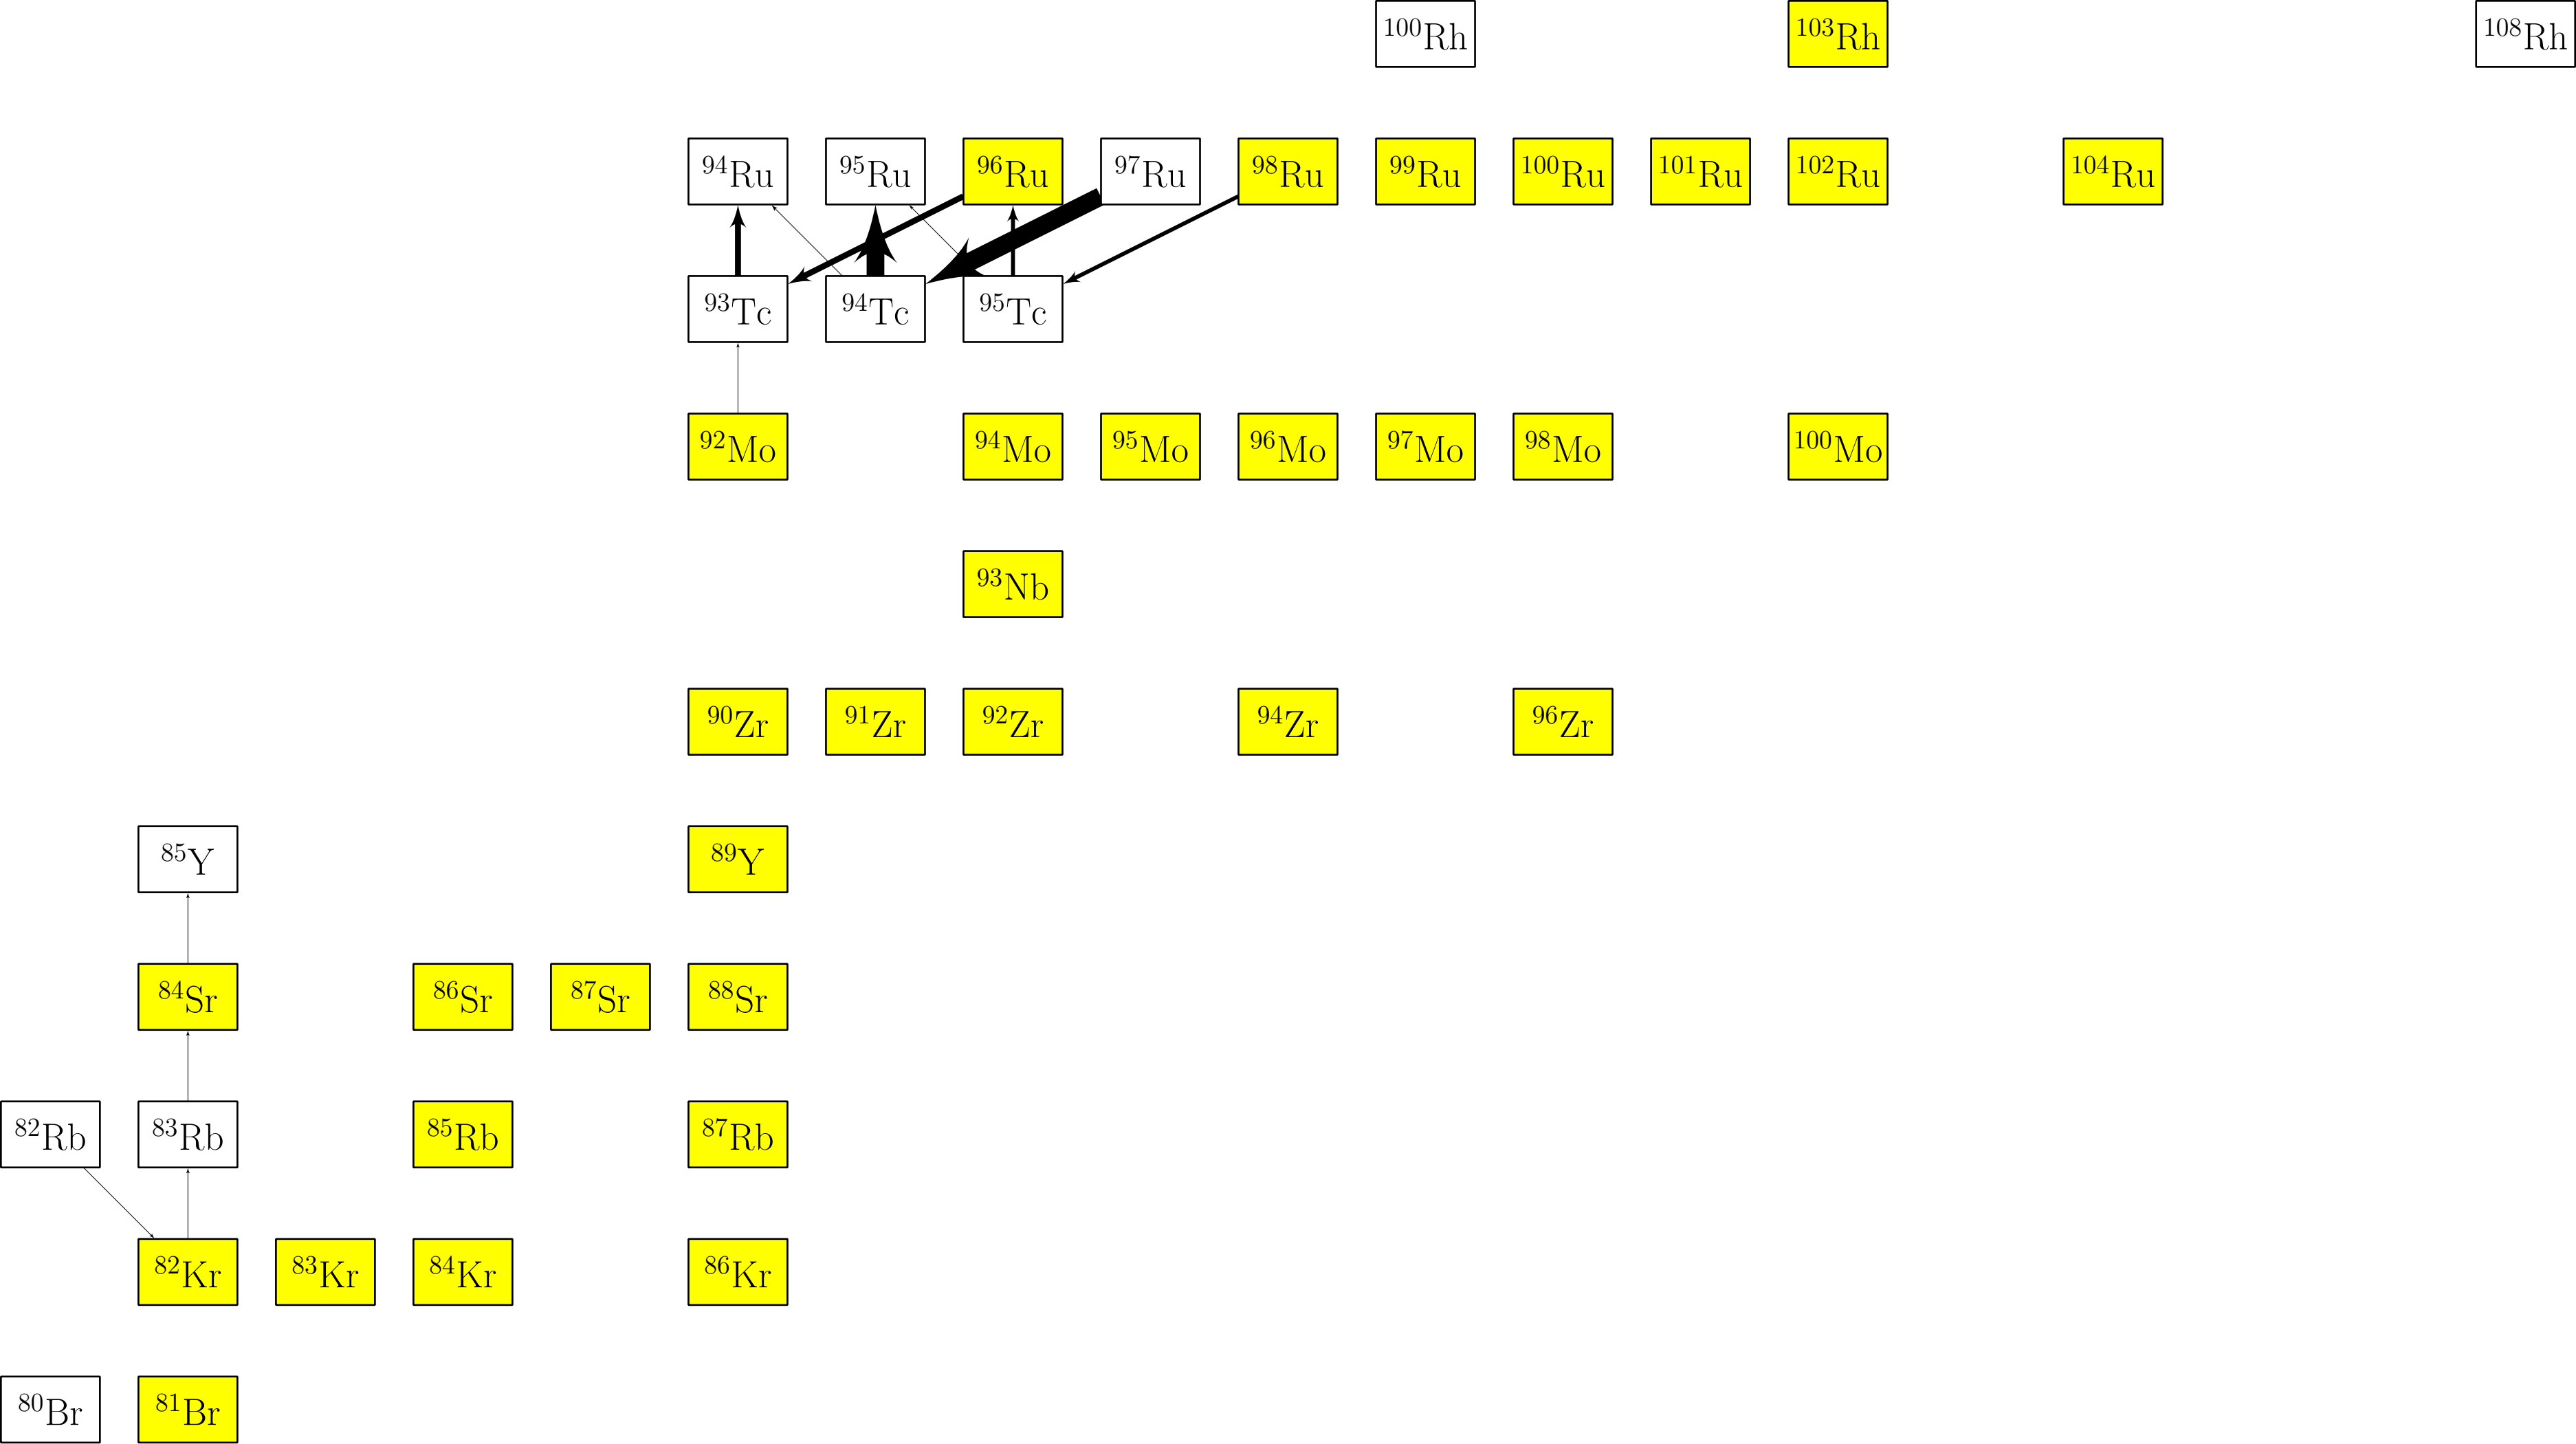 ¹⁰⁰Rh ¹⁰³Rh ¹⁰⁸Rh
⁹⁴Ru ⁹⁵Ru ⁹⁶Ru ⁹⁷Ru ⁹⁸Ru ⁹⁹Ru ¹⁰⁰Ru ¹⁰¹Ru ¹⁰²Ru ¹⁰⁴Ru
⁹³Tc ⁹⁴Tc ⁹⁵Tc
⁹²Mo ⁹⁴Mo ⁹⁵Mo ⁹⁶Mo ⁹⁷Mo ⁹⁸Mo ¹⁰⁰Mo
⁹³Nb
⁹⁰Zr ⁹¹Zr ⁹²Zr ⁹⁴Zr ⁹⁶Zr
⁸⁵Y ⁸⁹Y
⁸⁴Sr ⁸⁶Sr ⁸⁷Sr ⁸⁸Sr
⁸²Rb ⁸³Rb ⁸⁵Rb ⁸⁷Rb
⁸²Kr ⁸³Kr ⁸⁴Kr ⁸⁶Kr
⁸⁰Br ⁸¹Br